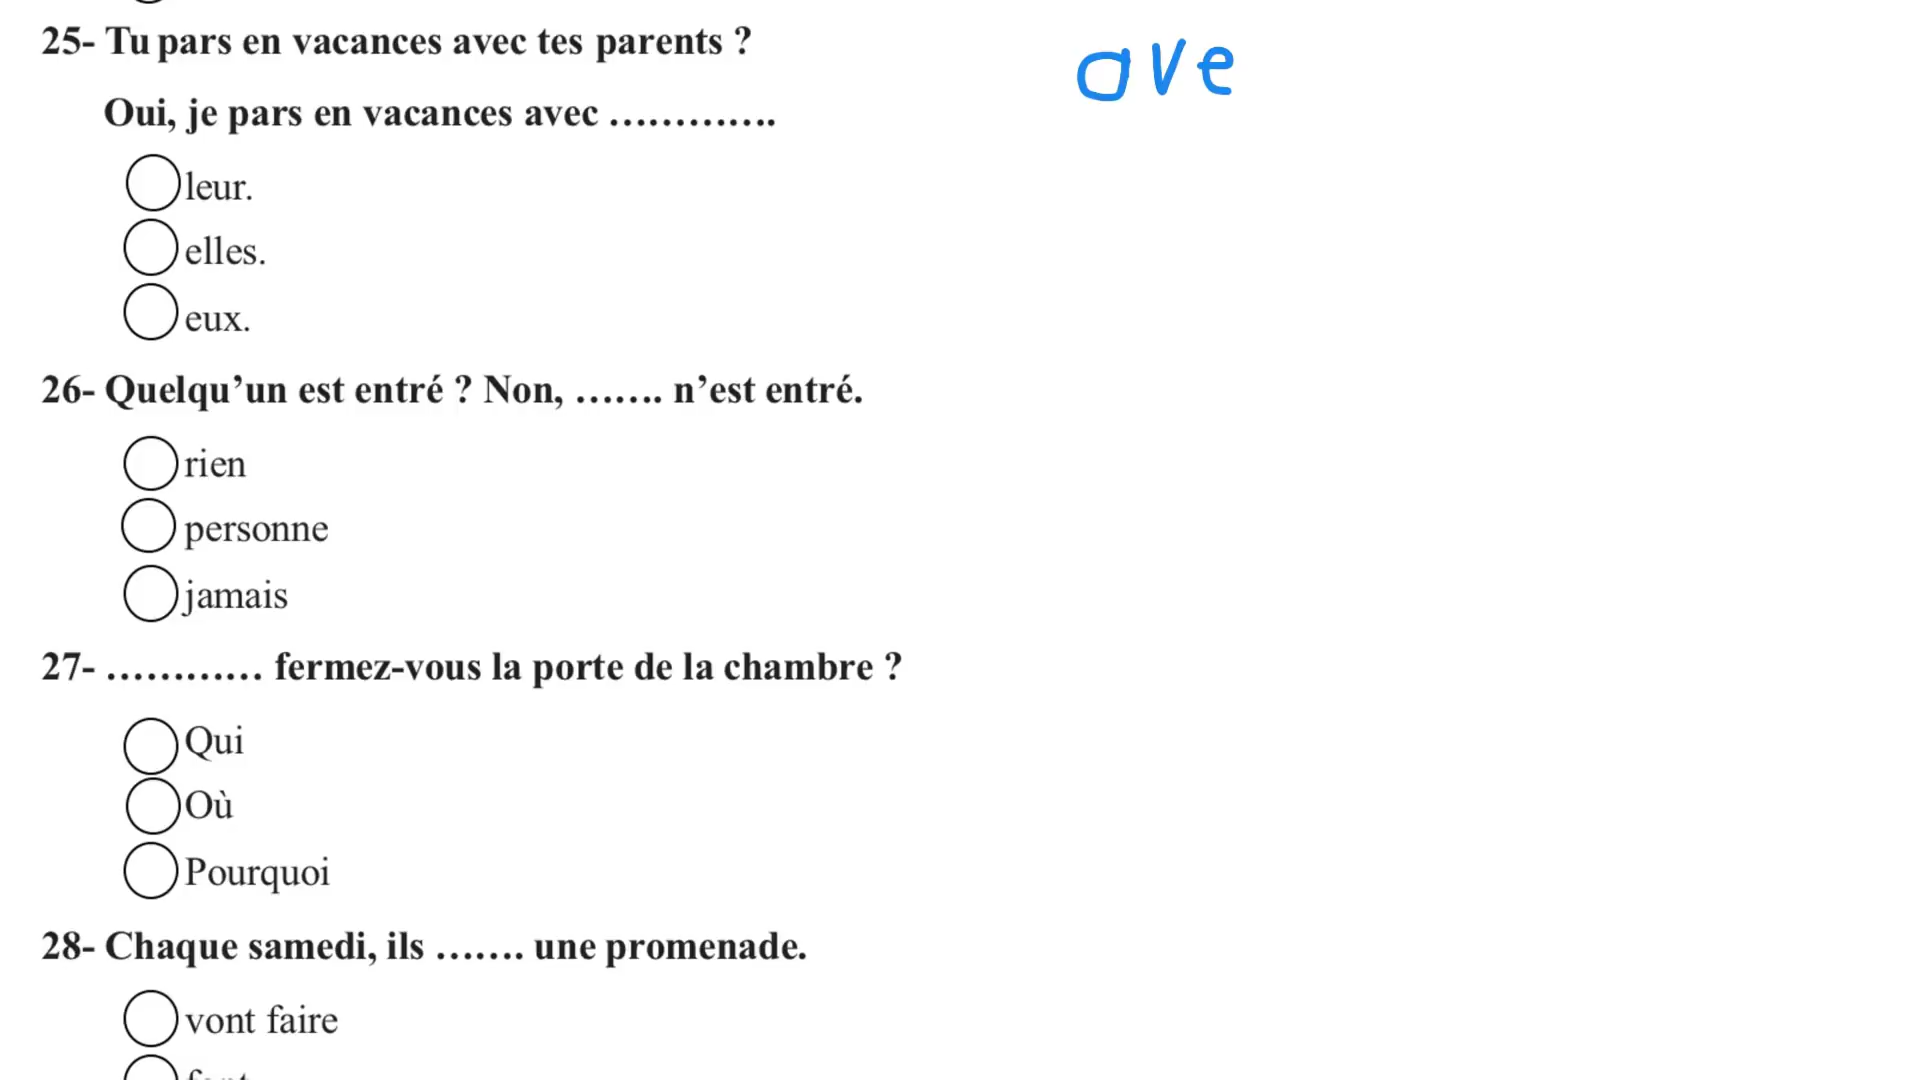 25- Tu pars en vacances avec tes parents ?
ave
Oui, je pars en vacances avec ………….
leur.
elles.
eux.
26- Quelqu’un est entré ? Non, ……. n’est entré.
rien
personne
jamais
27- ………… fermez-vous la porte de la chambre ?
Qui
Où
Pourquoi
28- Chaque samedi, ils ……. une promenade.
vont faire